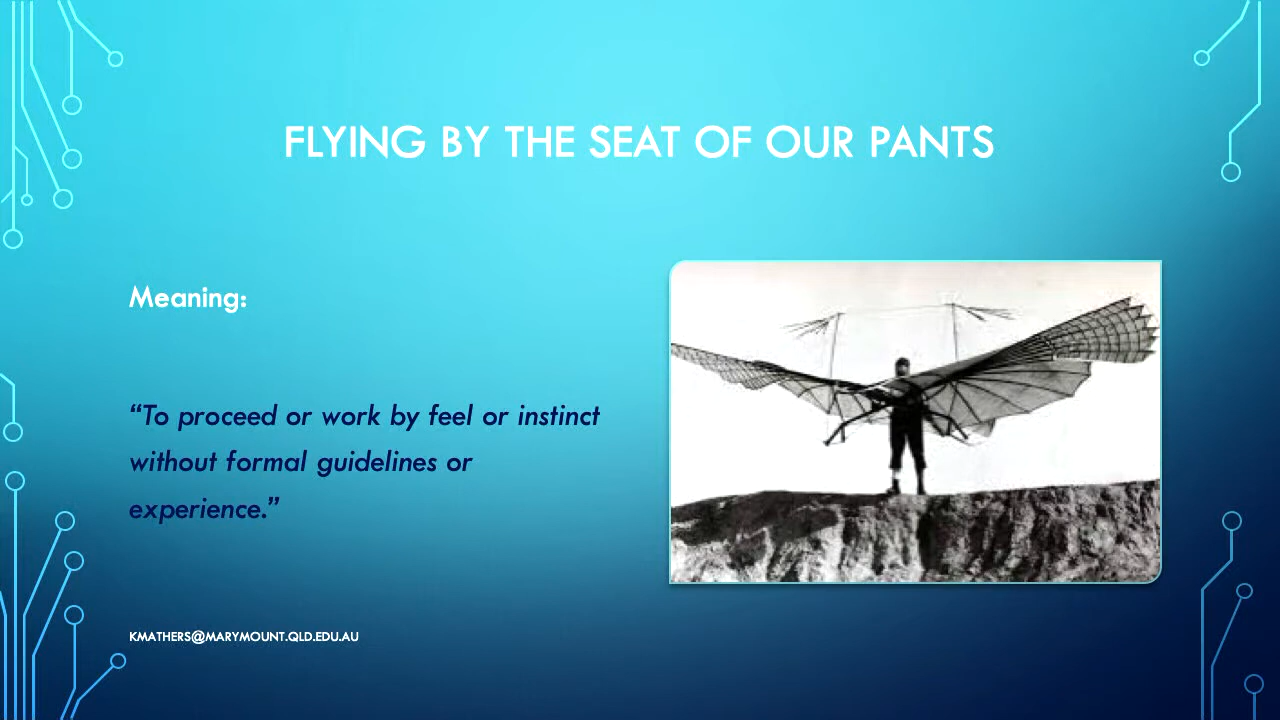 FLYING BY THE SEAT OF OUR PANTS
Meaning:
“To proceed or work by feel or instinct
without formal guidelines or
experience.”
KMATHERS@MARYMOUNT.QLD.EDU.AU